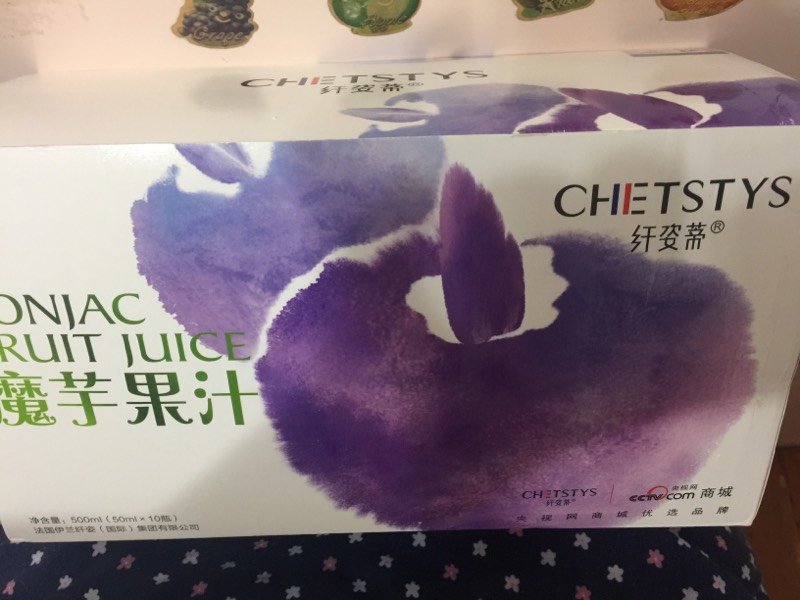 Grape
CHETSTYS
纤姿蒂®
CHETSTYS
纤姿蒂®
ONJAC
RUIT JUICE
魔芋果汁
净含量：500ml（50ml×10瓶）
法国伊兰纤姿（国际）集团有限公司
CHETSTYS
纤姿蒂®
央视网
CCTV.com 商城
央视网商城优选品牌